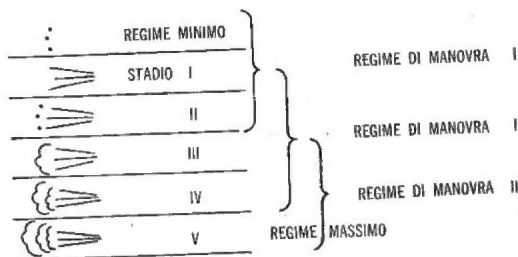 REGIME MINIMO
REGIME DI MANOVRA I
STADIO I
II
REGIME DI MANOVRA I
III
IV
REGIME DI MANOVRA II
V
REGIME MASSIMO